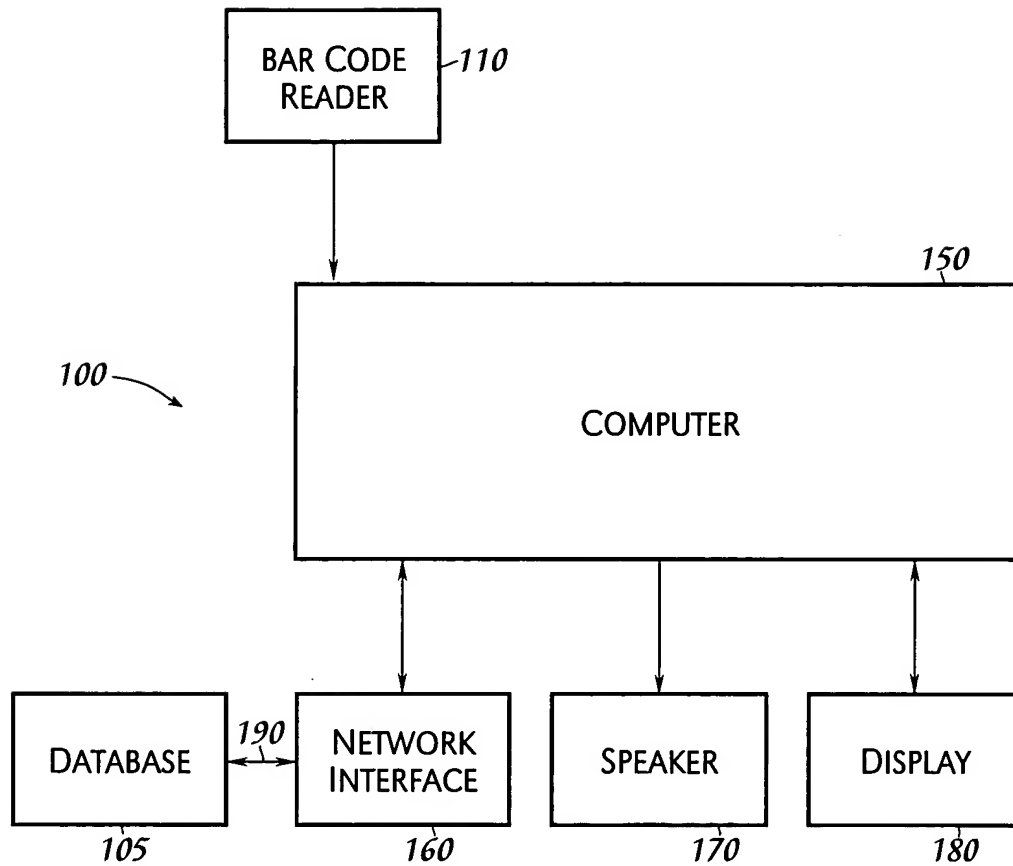 BAR CODE
READER
110
150
100
COMPUTER
190
DATABASE
NETWORK
INTERFACE
SPEAKER
DISPLAY
105
160
170
180